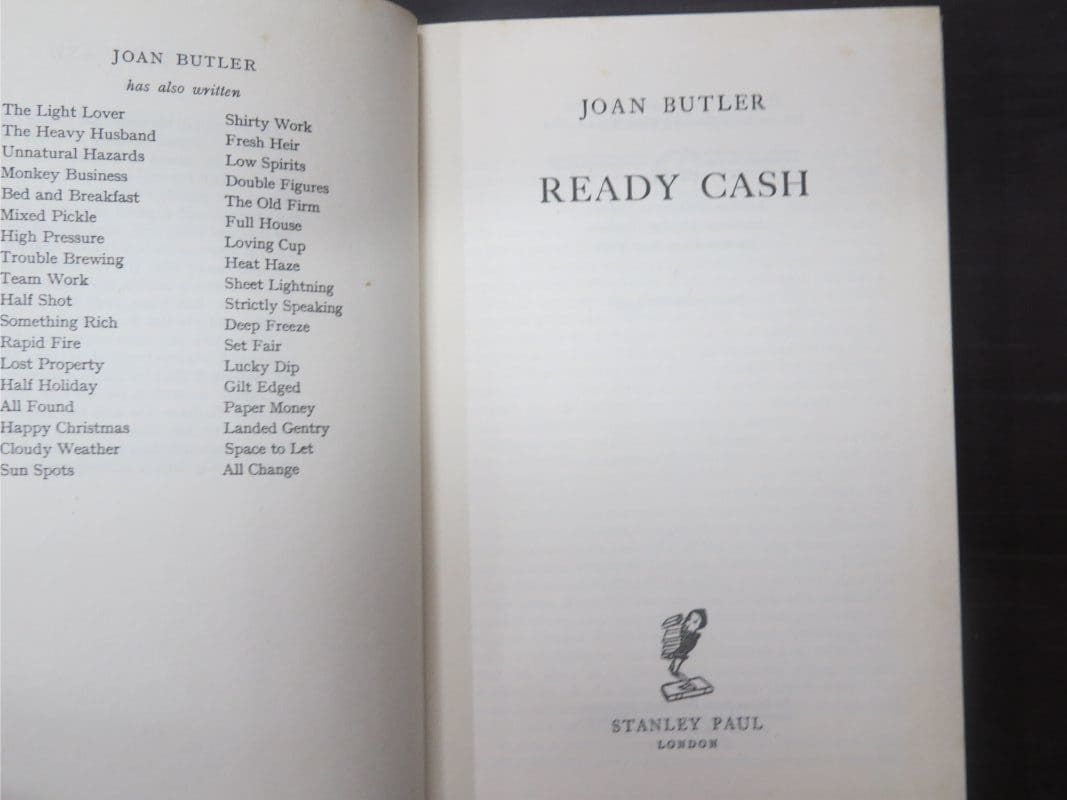 JOAN BUTLER
has also written
The Light Lover
The Heavy Husband
Unnatural Hazards
Monkey Business
Bed and Breakfast
Mixed Pickle
High Pressure
Trouble Brewing
Team Work
Half Shot
Something Rich
Rapid Fire
Lost Property
Half Holiday
All Found
Happy Christmas
Cloudy Weather
Sun Spots
Shirty Work
Fresh Heir
Low Spirits
Double Figures
The Old Firm
Full House
Loving Cup
Heat Haze
Sheet Lightning
Strictly Speaking
Deep Freeze
Set Fair
Lucky Dip
Gilt Edged
Paper Money
Landed Gentry
Space to Let
All Change
JOAN BUTLER
READY CASH
STANLEY PAUL
LONDON